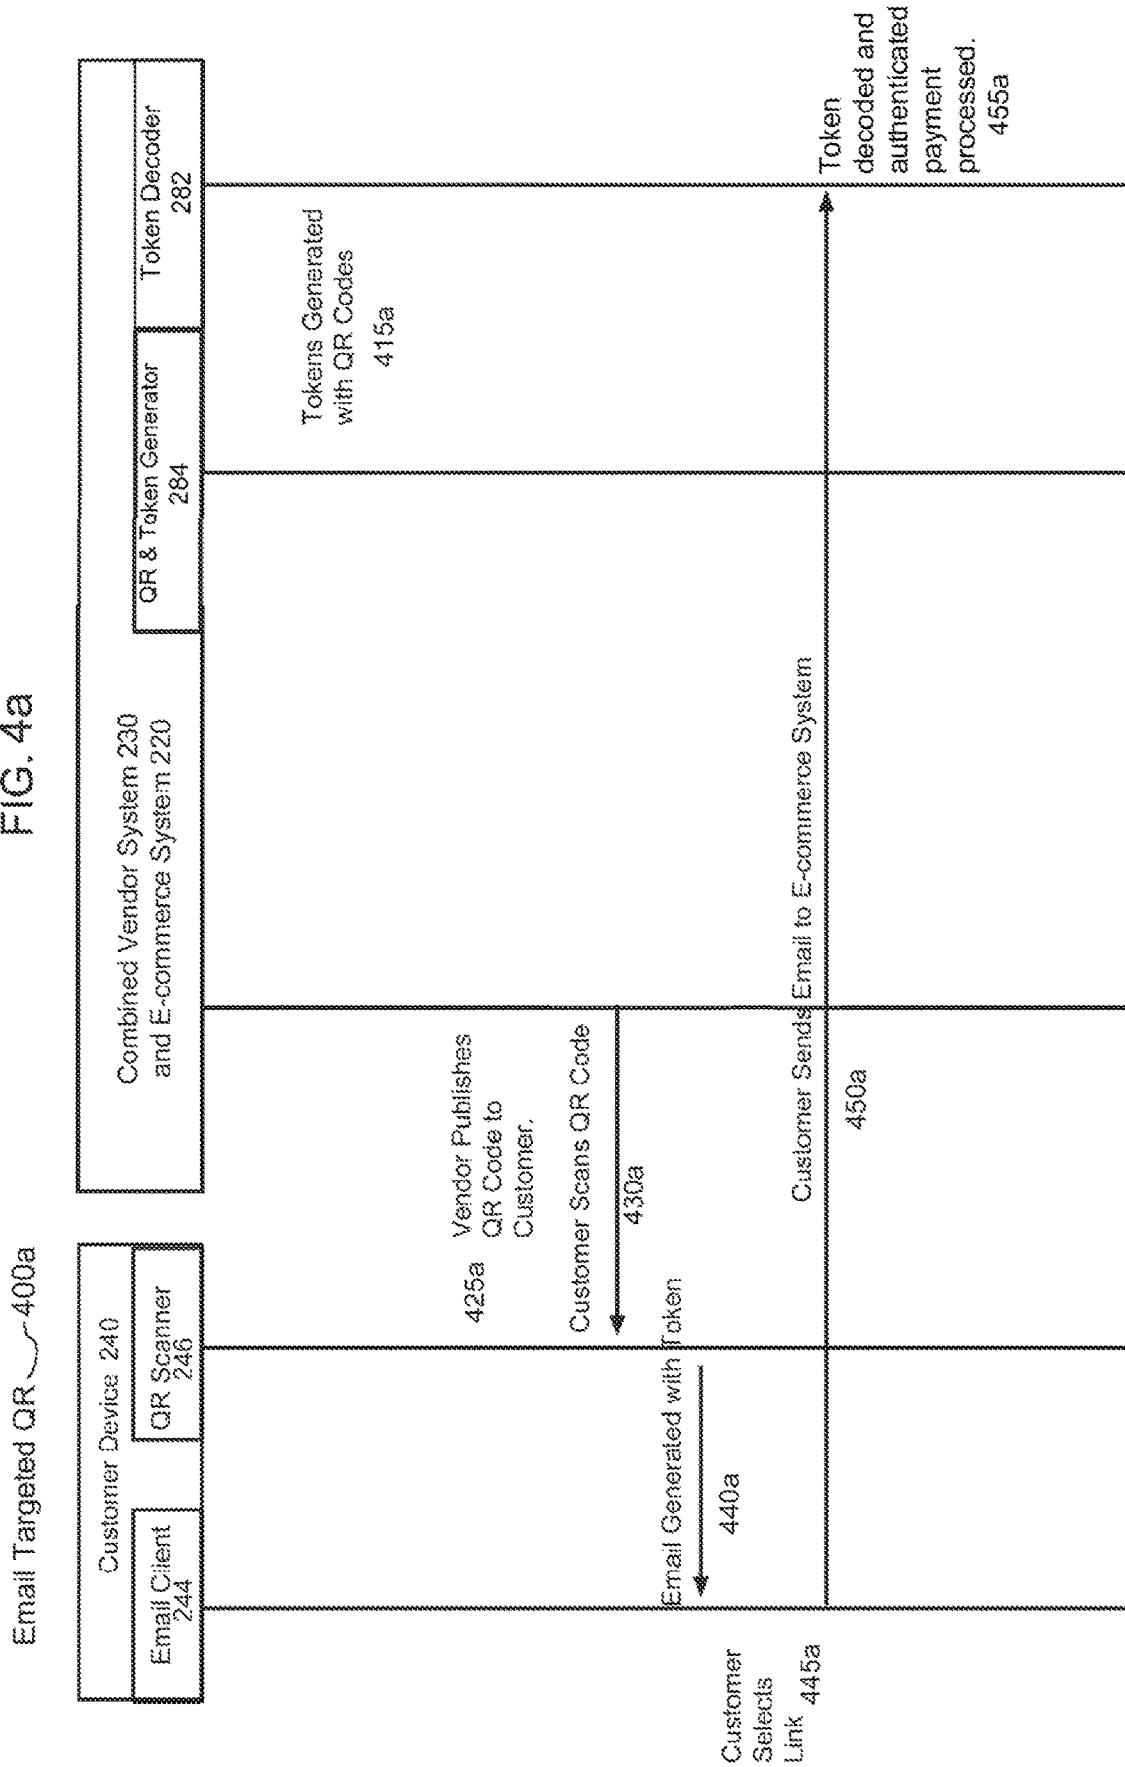 FIG. 4a
Email Targeted QR 400a
Customer Device 240
Email Client
244
QR Scanner
246
Combined Vendor System 230
and E-commerce System 220
QR & Token Generator
284
Token Decoder
282
Tokens Generated
with QR Codes
415a
425a
Vendor Publishes
QR Code to
Customer.
Customer Scans QR Code
430a
Email Generated with Token
440a
Customer
Selects
Link 445a
Customer Sends Email to E-commerce System
450a
Token
decoded and
authenticated
payment
processed.
455a